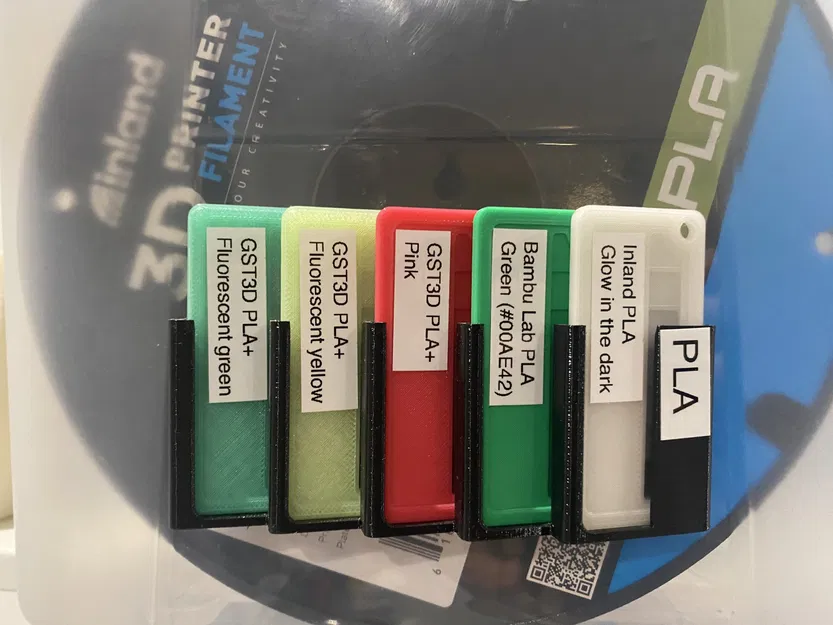 inland
3D
PRINTER
FILAMENT
OUR CREATIVITY
PLA
GST3D PLA+
Fluorescent green
GST3D PLA+
Fluorescent yellow
GST3D PLA+
Pink
Bambu Lab PLA
Green (#00AE42)
Inland PLA
Glow in the dark
PLA